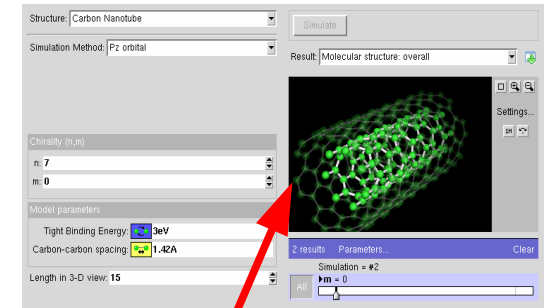 Structure: Carbon Nanotube
Simulation Method: Pz orbital
Chirality (n,m)
n: 7
m: 0
Model parameters
Tight Binding Energy: 3eV
Carbon-carbon spacing: 1.42A
Length in 3-D view: 15
Simulate
Result: Molecular structure: overall
Settings...
2 results Parameters... Clear
Simulation = #2
All
m = 0